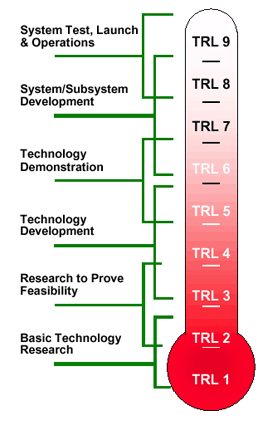 System Test, Launch
& Operations
System/Subsystem
Development
Technology
Demonstration
Technology
Development
Research to Prove
Feasibility
Basic Technology
Research
TRL 9
TRL 8
TRL 7
TRL 6
TRL 5
TRL 4
TRL 3
TRL 2
TRL 1